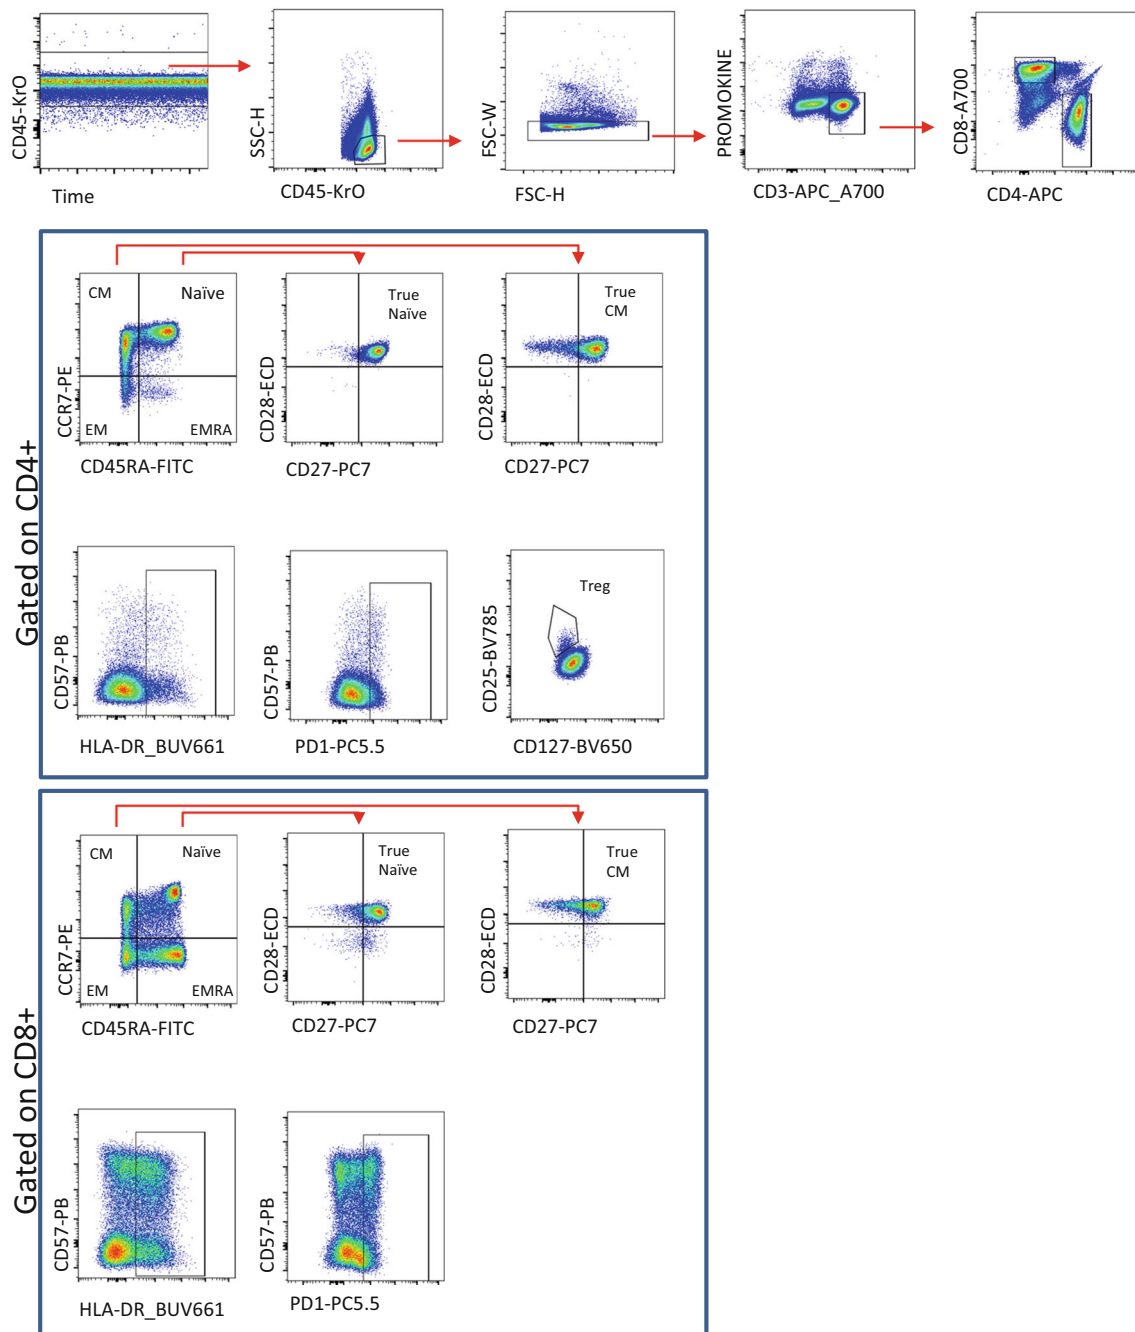 CD45-KrO
Time
SSC-H
CD45-KrO
FSC-W
FSC-H
PROMOKINE
CD3-APC_A700
CD8-A700
CD4-APC
Gated on CD4+
CM
Naïve
EM
EMRA
CCR7-PE
CD45RA-FITC
True
Naïve
CD28-ECD
CD27-PC7
True
CM
CD28-ECD
CD27-PC7
CD57-PB
HLA-DR_BUV661
CD57-PB
PD1-PC5.5
Treg
CD25-BV785
CD127-BV650
Gated on CD8+
CM
Naïve
EM
EMRA
CCR7-PE
CD45RA-FITC
True
Naïve
CD28-ECD
CD27-PC7
True
CM
CD28-ECD
CD27-PC7
CD57-PB
HLA-DR_BUV661
CD57-PB
PD1-PC5.5